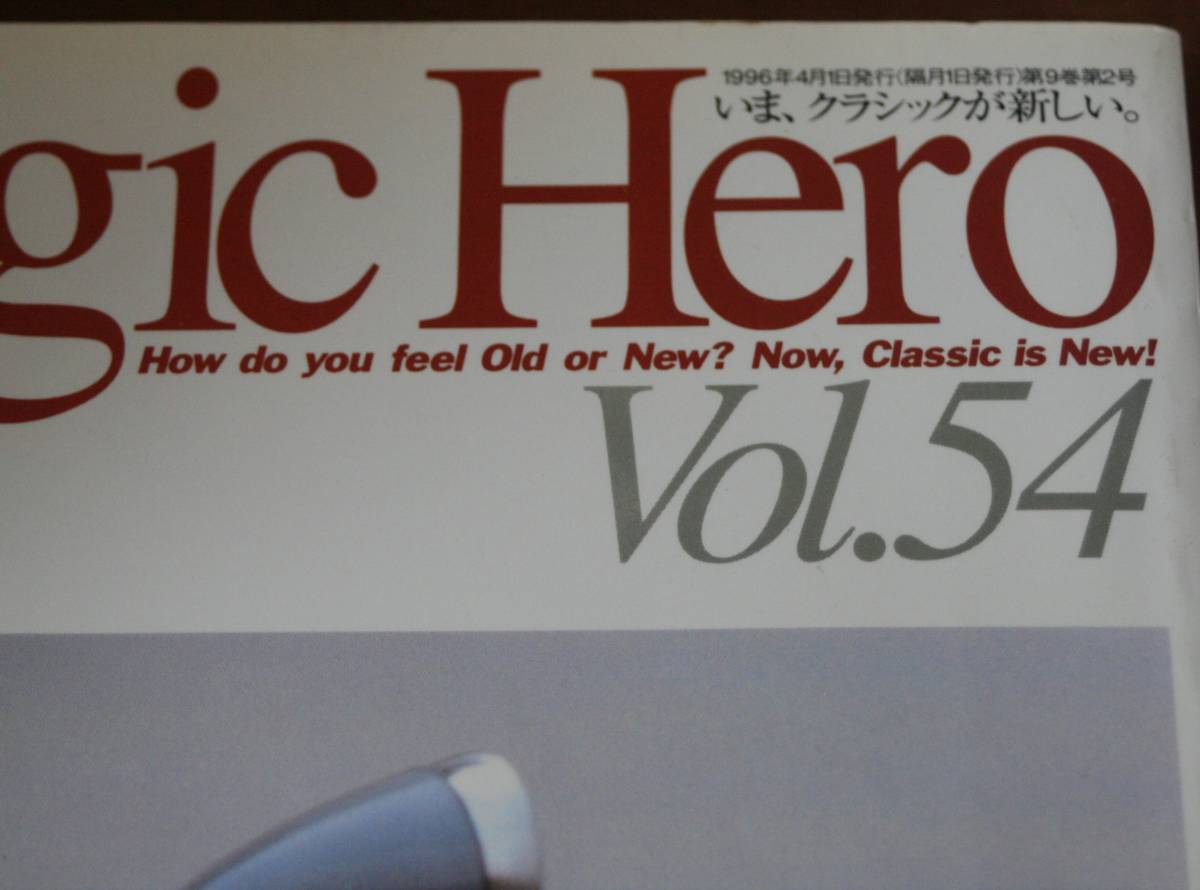 1996年4月1日発行(隔月1日発行)第9巻第2号
いま、クラシックが新しい。
gic Hero
How do you feel Old or New? Now, Classic is New!
Vol.54